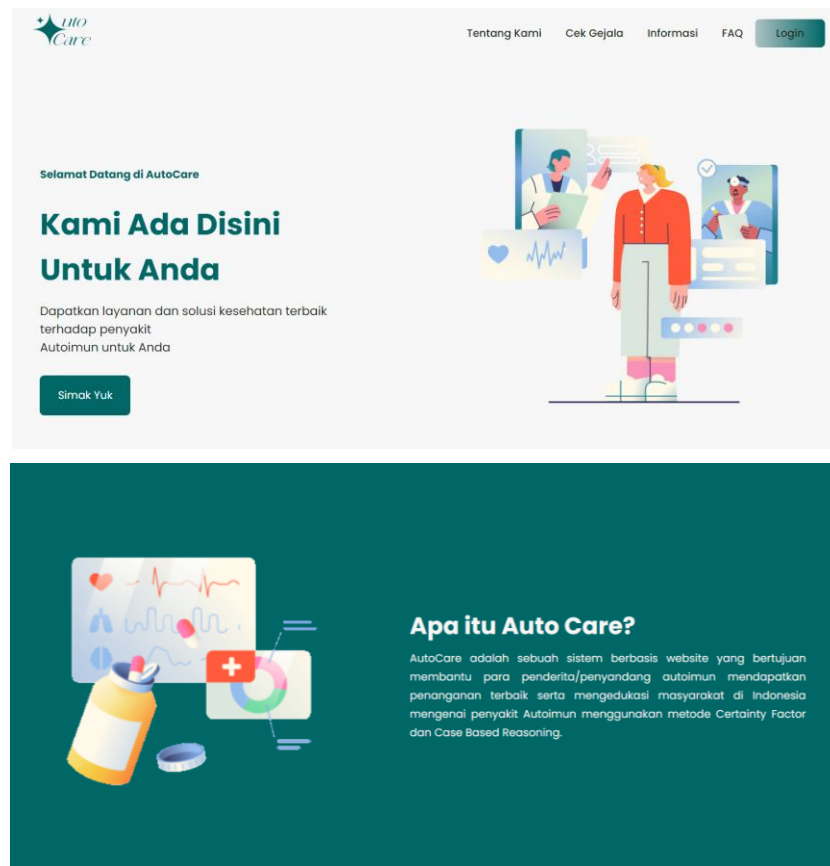 uto
Care
Tentang Kami Cek Gejala Informasi FAQ Login
Selamat Datang di AutoCare
Kami Ada Disini
Untuk Anda
Dapatkan layanan dan solusi kesehatan terbaik
terhadap penyakit
Autoimun untuk Anda
Simak Yuk
Apa itu Auto Care?
AutoCare adalah sebuah sistem berbasis website yang bertujuan
membantu para penderita/penyandang autoimun mendapatkan
penanganan terbaik serta mengedukasi masyarakat di Indonesia
mengenai penyakit Autoimun menggunakan metode Certainty Factor
dan Case Based Reasoning.